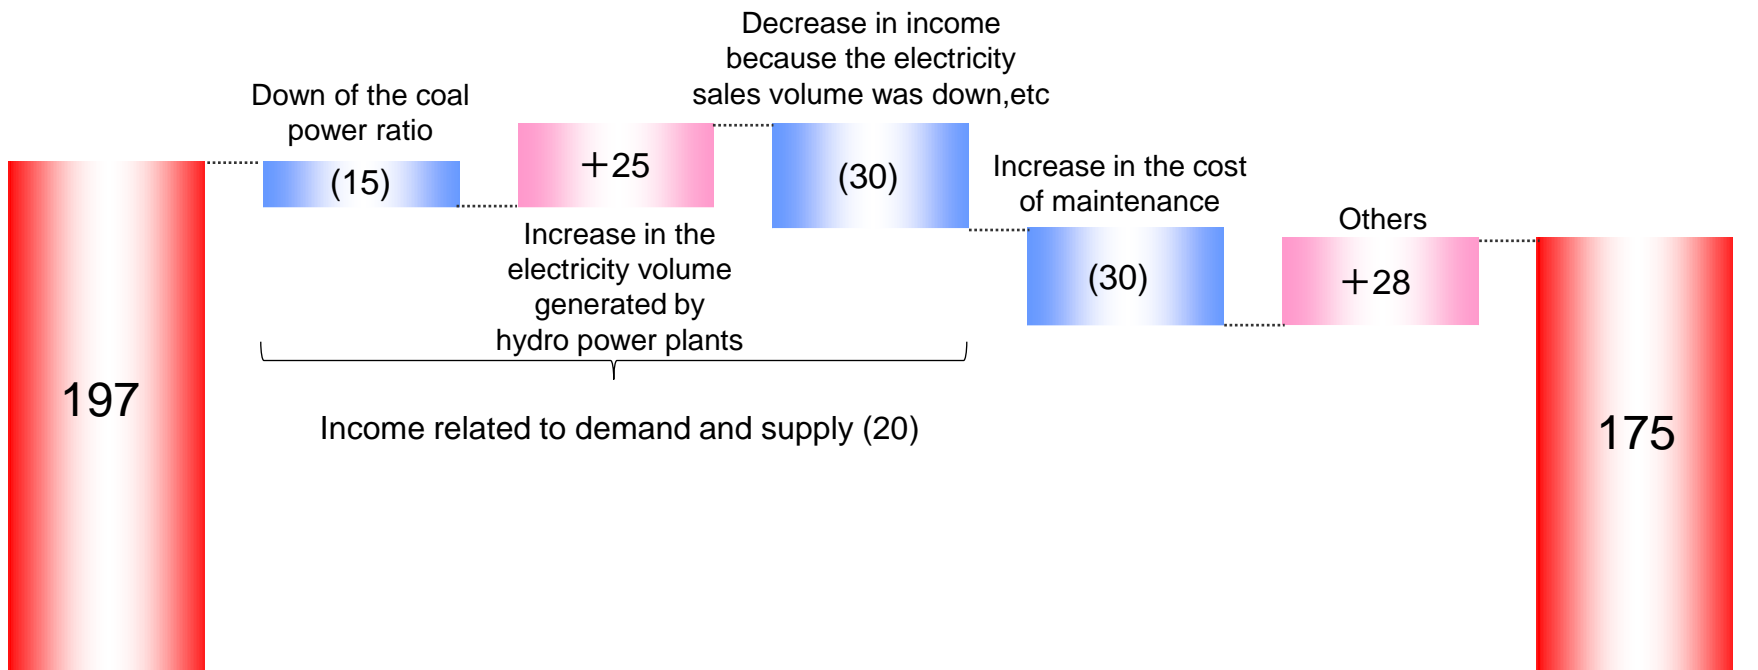 197
Down of the coal
power ratio
(15)
+25
Increase in the
electricity volume
generated by
hydro power plants
Decrease in income
because the electricity
sales volume was down,etc
(30)
Income related to demand and supply (20)
Increase in the cost
of maintenance
(30)
Others
+28
175